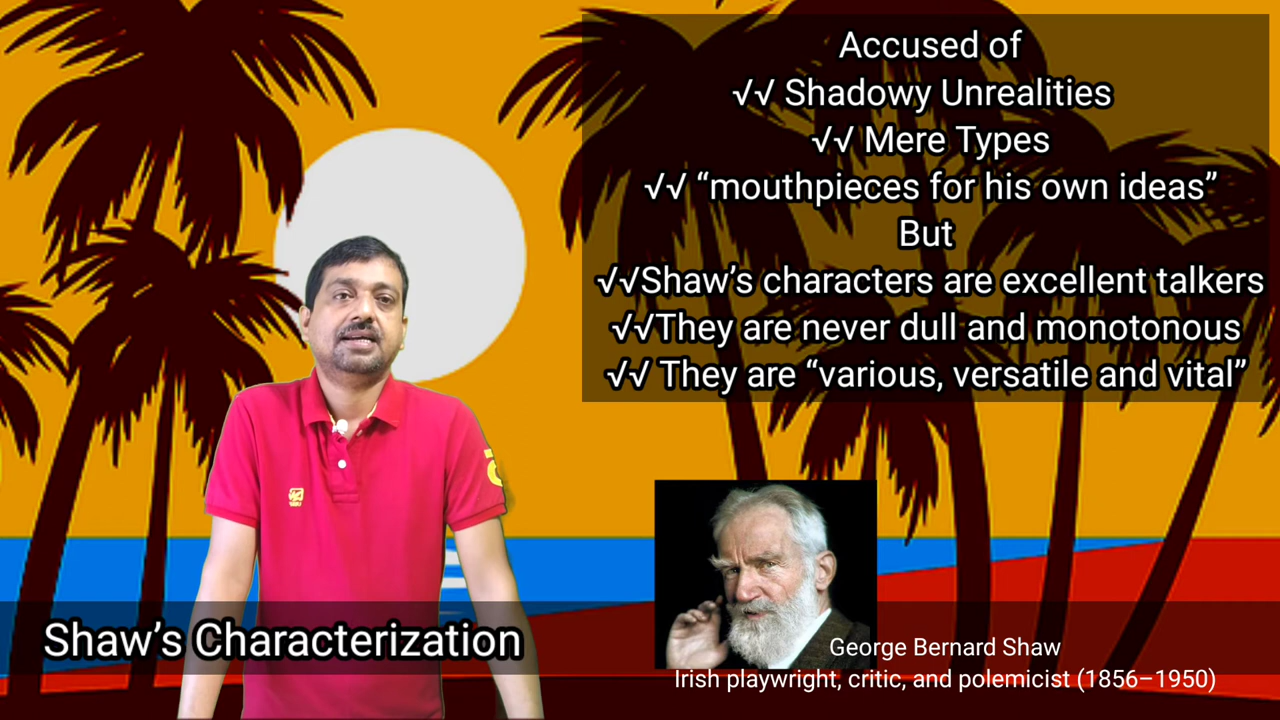 Accused of
√√ Shadowy Unrealities
√√ Mere Types
√√ “mouthpieces for his own ideas”
But
√√Shaw’s characters are excellent talkers
√√They are never dull and monotonous
√√ They are “various, versatile and vital”
Shaw’s Characterization
George Bernard Shaw
Irish playwright, critic, and polemicist (1856–1950)